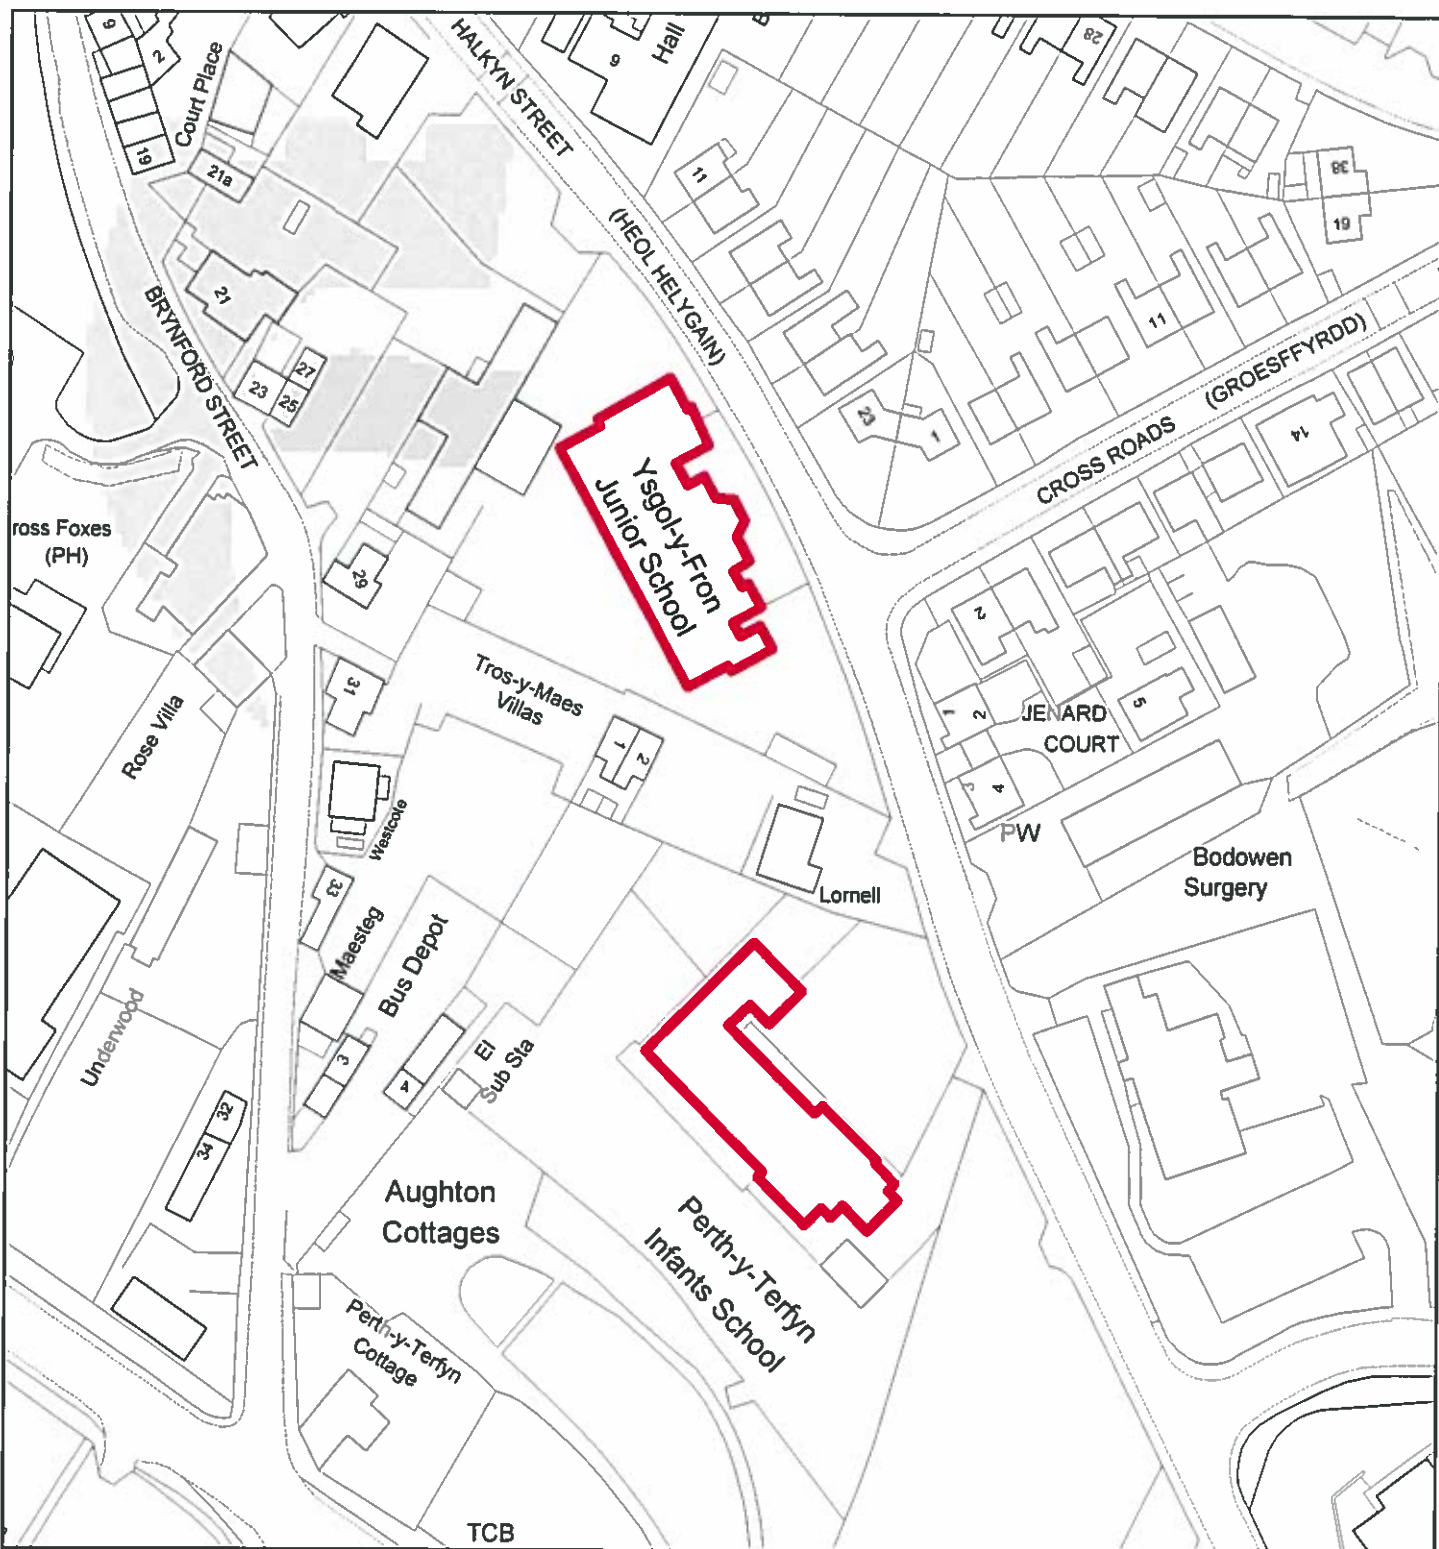 9
2
Court Place
19
21a
HALKYN STREET
(HEOL HELYGAIN)
Hall
9
28
11
38
19
21
BRYNFORD STREET
27
23
25
11
23
1
CROSS ROADS (GROESFFYRDD)
14
ross Foxes
(PH)
29
Ysgol-y-Fron
Junior School
2
31
Tros-y-Maes
Villas
1
2
Rose Villa
Westcote
1
2
JENARD
COURT
5
3
4
PW
Bodowen
Surgery
Lornell
33
Maesteg
Bus Depot
Underwood
3
4
El
Sub Sta
32
34
Aughton
Cottages
Perth-y-Terfyn
Infants School
Perth-y-Terfyn
Cottage
TCB